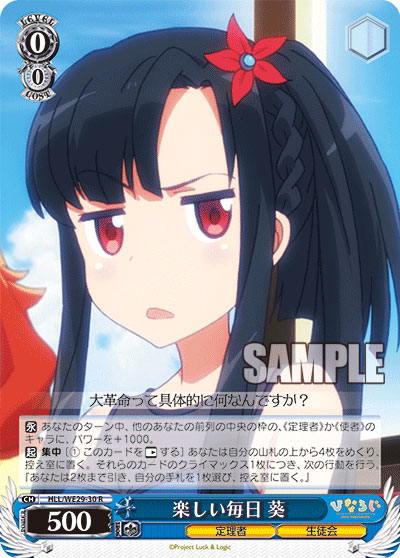 LEVEL
0
0
COST
SAMPLE
大革命って具体的に何なんですか?
永 あなたのターン中、他のあなたの前列の中央の枠の、《定理者》か《使者》の
キャラに、パワーを+1000。
起 集中 [① このカードを する] あなたは自分の山札の上から4枚をめくり、
控え室に置く。それらのカードのクライマックス1枚につき、次の行動を行う。
『あなたは2枚まで引き、自分の手札を1枚選び、控え室に置く。』
CH HLL/WE29-30 R
500
POWER
楽しい毎日 葵
ひなろじ
定理者 生徒会
©Project Luck & Logic